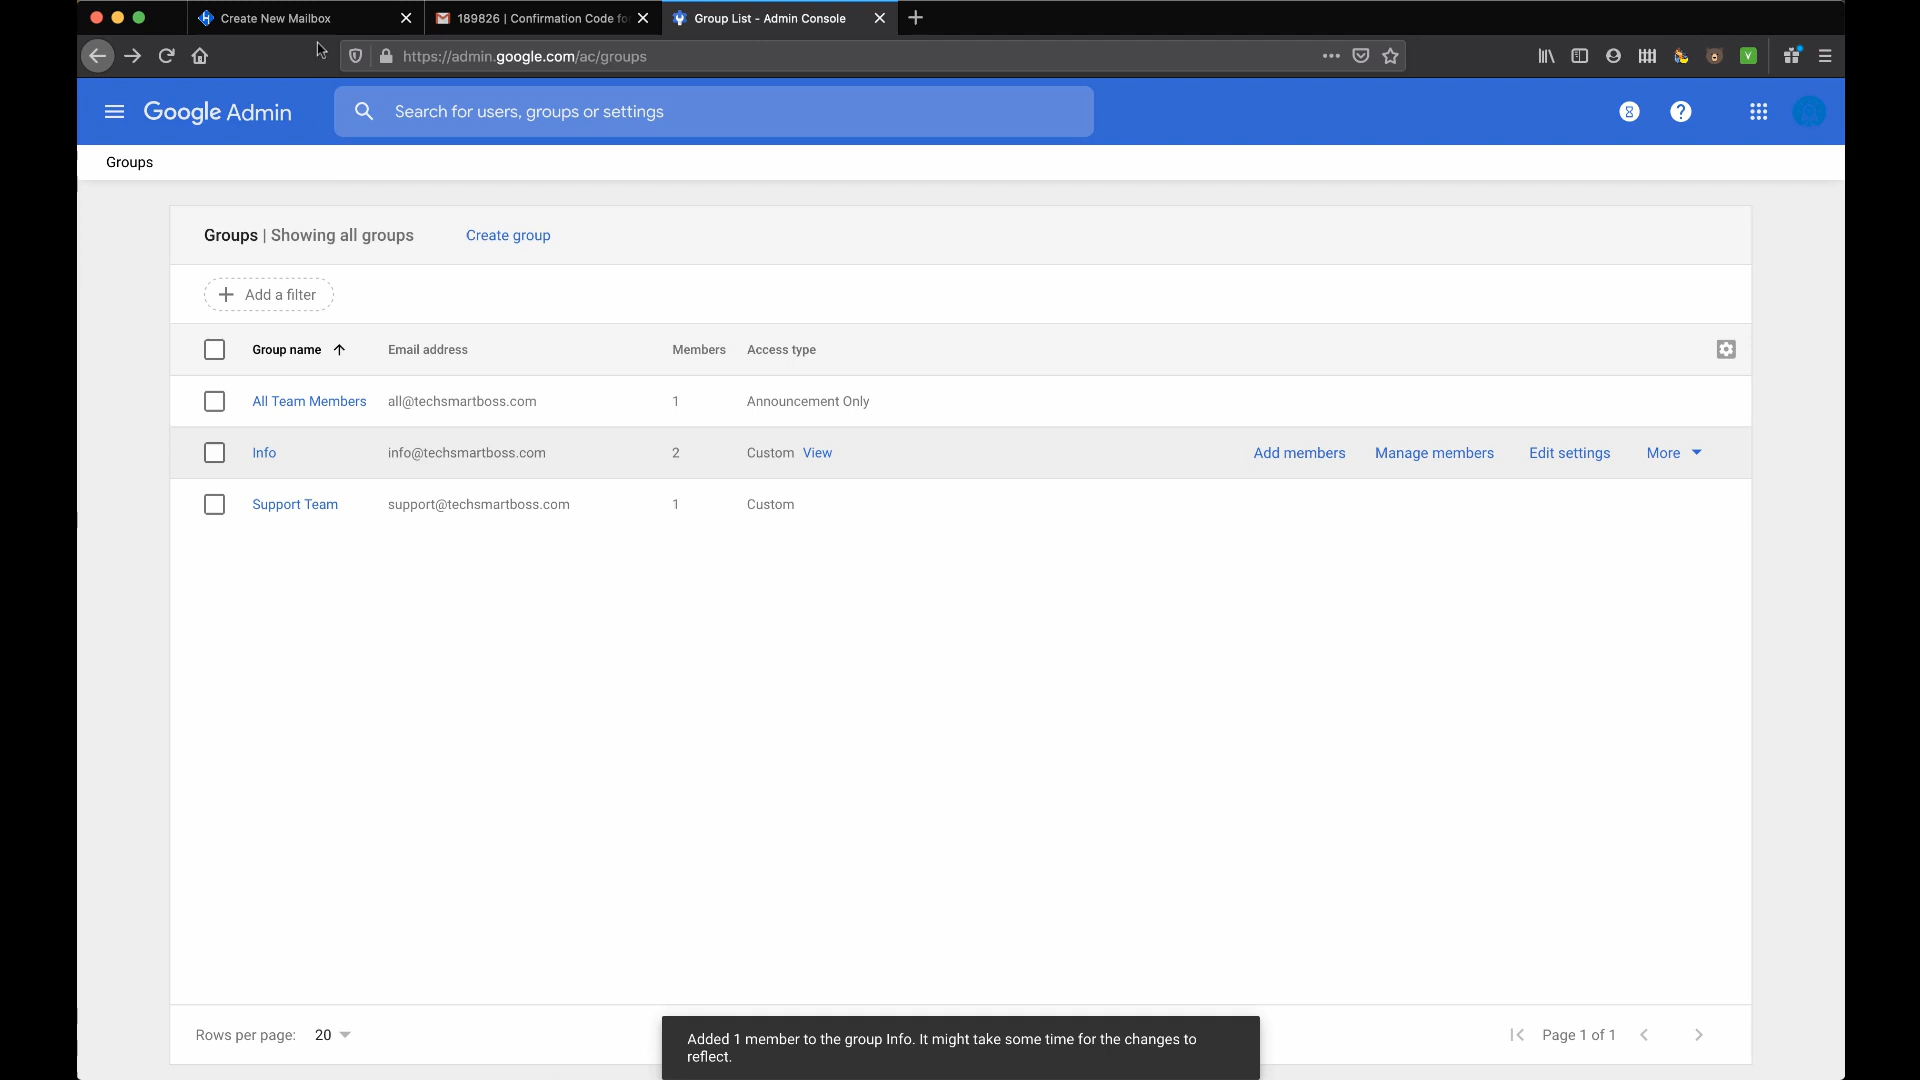 Create New Mailbox
189826 | Confirmation Code fo
Group List - Admin Console
https://admin.google.com/ac/groups
Google Admin
Search for users, groups or settings
Groups
Groups | Showing all groups
Create group
Add a filter
Group name
Email address
Members
Access type
All Team Members
all@techsmartboss.com
1
Announcement Only
Info
info@techsmartboss.com
2
Custom
View
Add members
Manage members
Edit settings
More
Support Team
support@techsmartboss.com
1
Custom
Rows per page:
20
Added 1 member to the group Info. It might take some time for the changes to
reflect.
Page 1 of 1